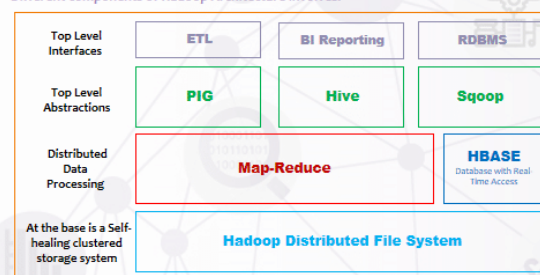 Top Level
Interfaces
ETL
BI Reporting
RDBMS
Top Level
Abstractions
PIG
Hive
Sqoop
Distributed
Data
Processing
Map-Reduce
HBASE
Database with Real-
Time Access
At the base is a Self-
healing clustered
storage system
Hadoop Distributed File System